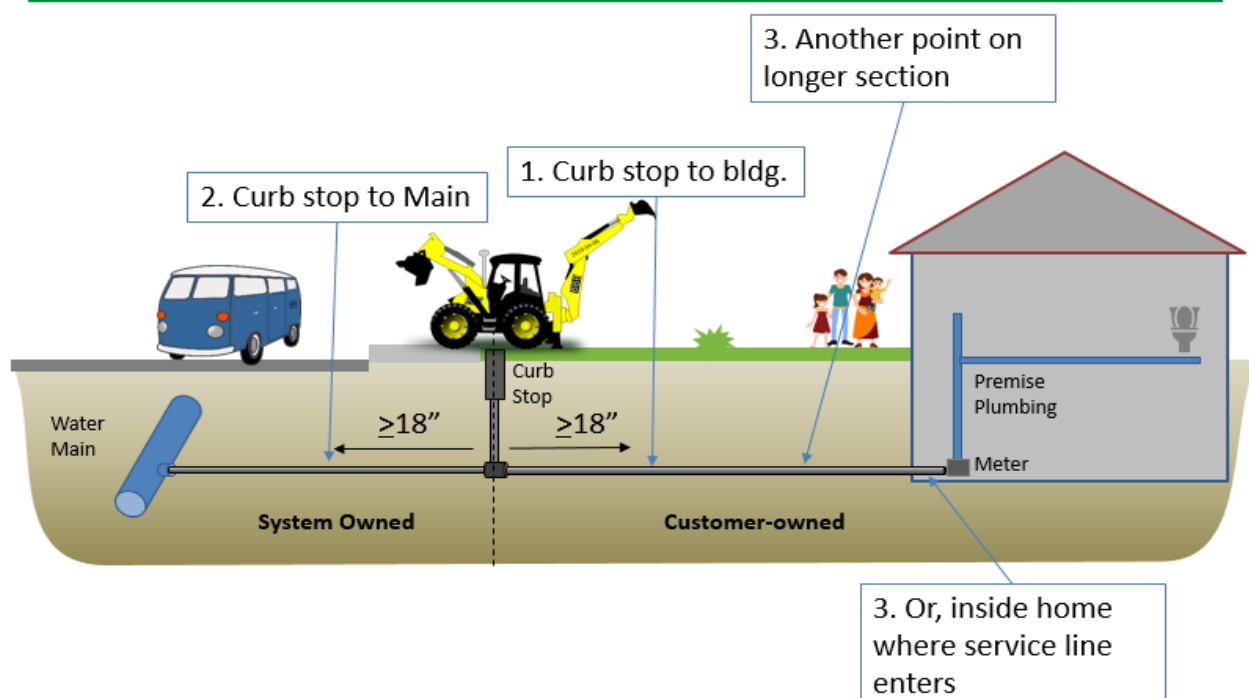 3. Another point on
longer section
1. Curb stop to bldg.
2. Curb stop to Main
Curb
Stop
Water
Main
≥18”
≥18”
Premise
Plumbing
Meter
System Owned
Customer-owned
3. Or, inside home
where service line
enters